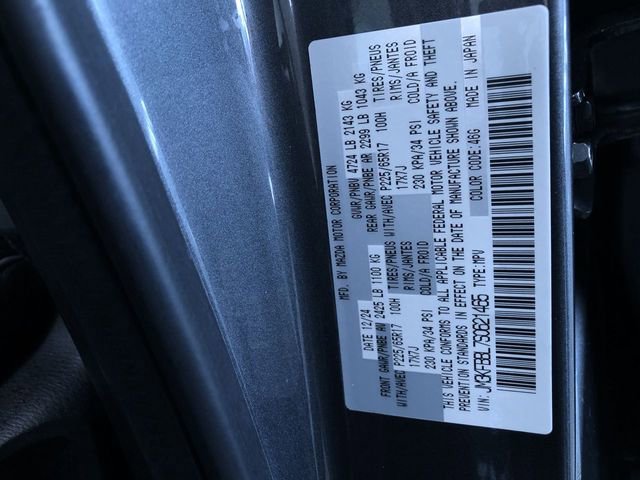 MFD. BY MAZDA MOTOR CORPORATION
DATE 12/24 GVWR/PNBV 4724 LB 2143 KG
FRONT GAWR/PNBE AV 2425 LB 1100 KG REAR GAWR/PNBE AR 2299 LB 1043 KG
WITH/AVEC P225/65R17 100H TIRES/PNEUS WITH/AVEC P225/65R17 100H TIRES/PNEUS
17X7J RIMS/JANTES 17X7J RIMS/JANTES
230 KPA/34 PSI COLD/A FROID 230 KPA/34 PSI COLD/A FROID
THIS VEHICLE CONFORMS TO ALL APPLICABLE FEDERAL MOTOR VEHICLE SAFETY AND THEFT
PREVENTION STANDARDS IN EFFECT ON THE DATE OF MANUFACTURE SHOWN ABOVE.
VIN: JM3KFBBL7S0621465 TYPE:MPV COLOR CODE:46G MADE IN JAPAN